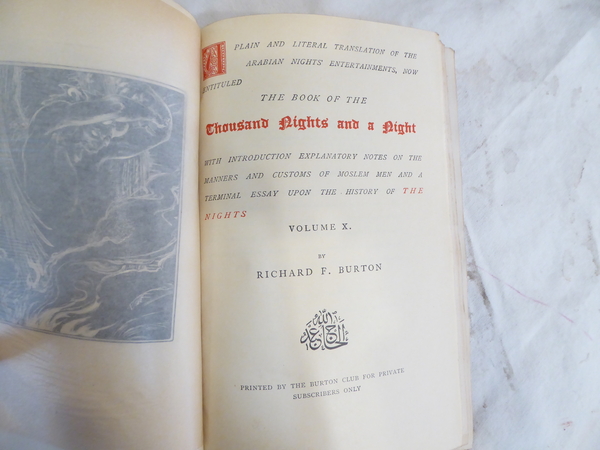 A PLAIN AND LITERAL TRANSLATION OF THE
ARABIAN NIGHTS ENTERTAINMENTS, NOW
ENTITULED
THE BOOK OF THE
Thousand Nights and a Night
WITH INTRODUCTION EXPLANATORY NOTES ON THE
MANNERS AND CUSTOMS OF MOSLEM MEN AND A
TERMINAL ESSAY UPON THE HISTORY OF THE
NIGHTS
VOLUME X.
BY
RICHARD F. BURTON
PRINTED BY THE BURTON CLUB FOR PRIVATE
SUBSCRIBERS ONLY